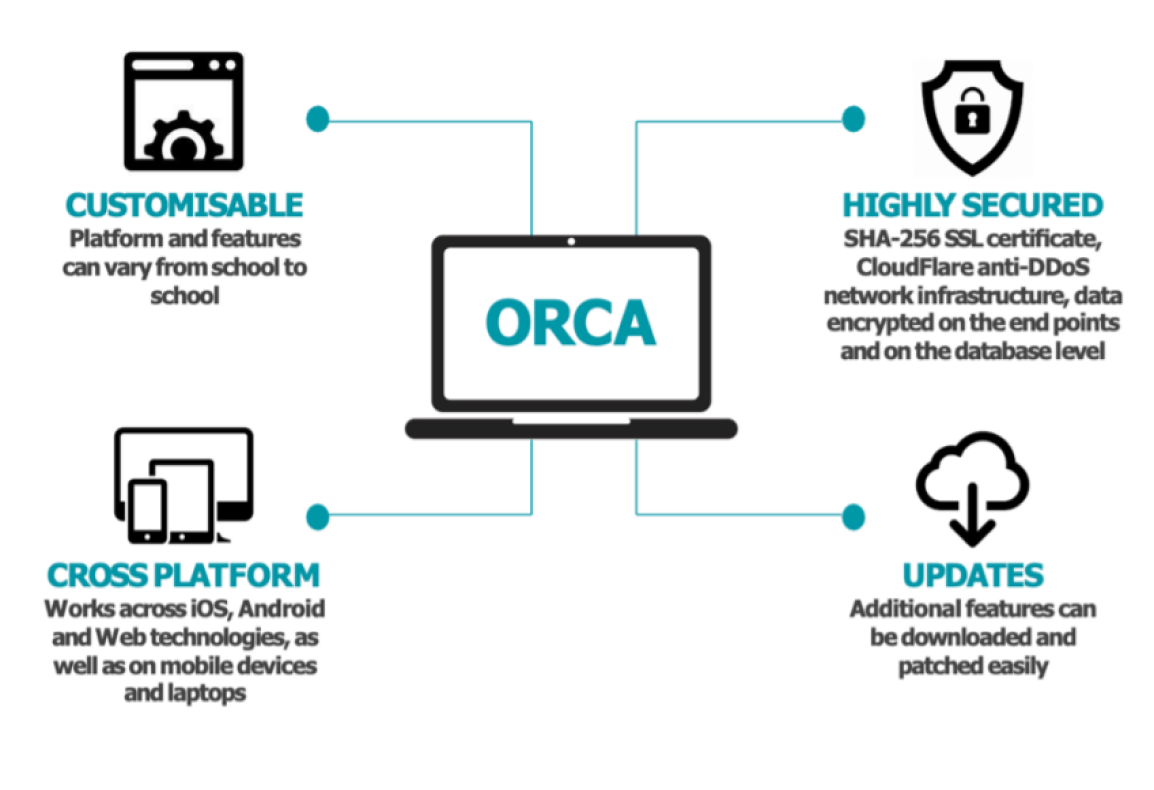 CUSTOMISABLE
Platform and features
can vary from school to
school
HIGHLY SECURED
SHA-256 SSL certificate,
CloudFlare anti-DDoS
network infrastructure, data
encrypted on the end points
and on the database level
ORCA
CROSS PLATFORM
Works across iOS, Android
and Web technologies, as
well as on mobile devices
and laptops
UPDATES
Additional features can
be downloaded and
patched easily